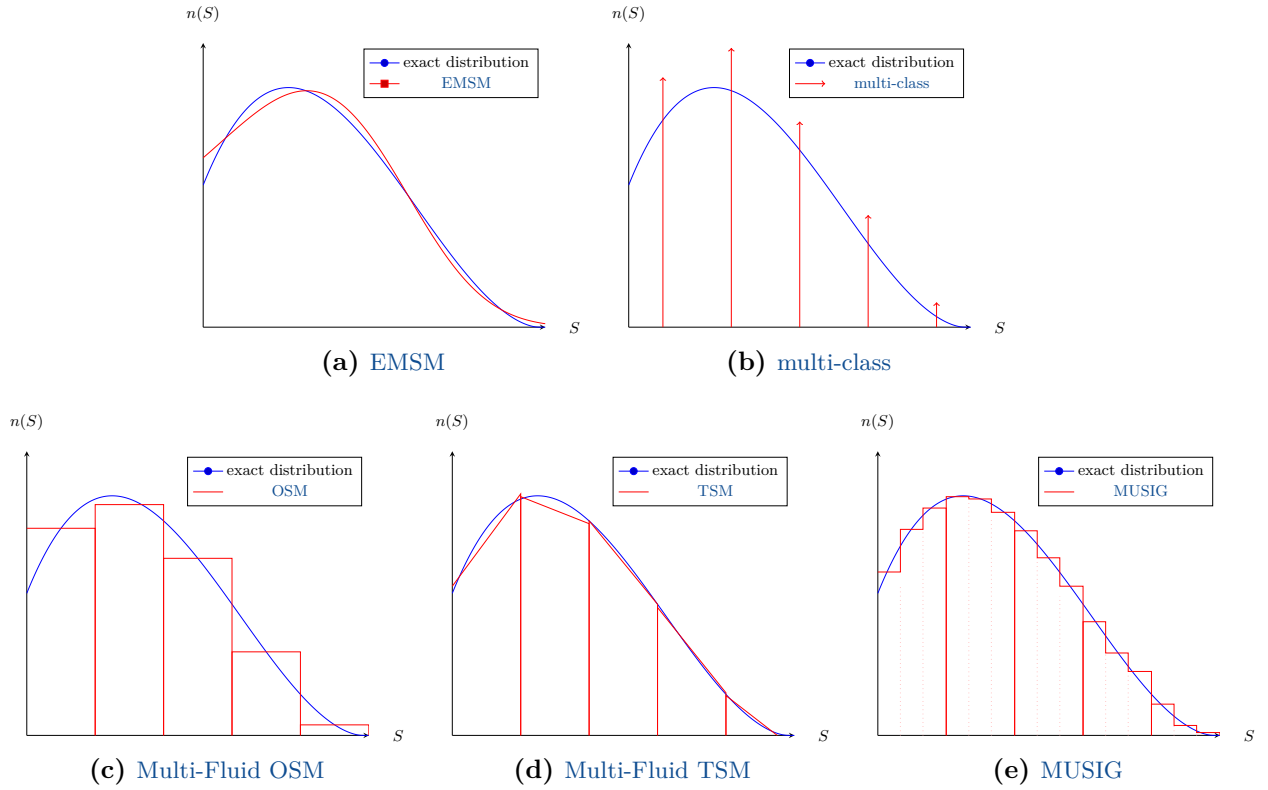 n(S)
exact distribution
EMSM
S
(a) EMSM
n(S)
exact distribution
multi-class
S
(b) multi-class
n(S)
exact distribution
OSM
S
(c) Multi-Fluid OSM
n(S)
exact distribution
TSM
S
(d) Multi-Fluid TSM
n(S)
exact distribution
MUSIG
S
(e) MUSIG